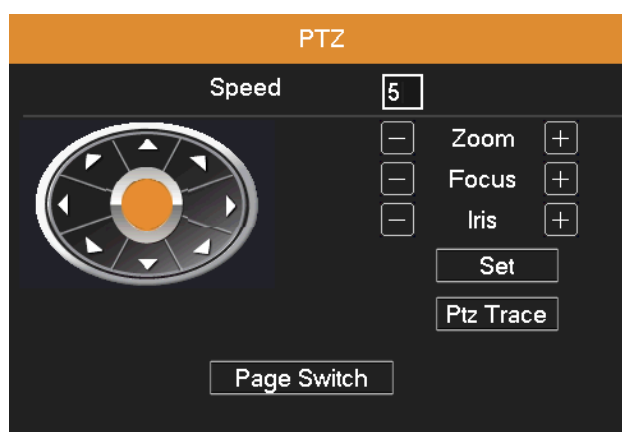 PTZ
Speed 5
Zoom
Focus
Iris
Set
Ptz Trace
Page Switch